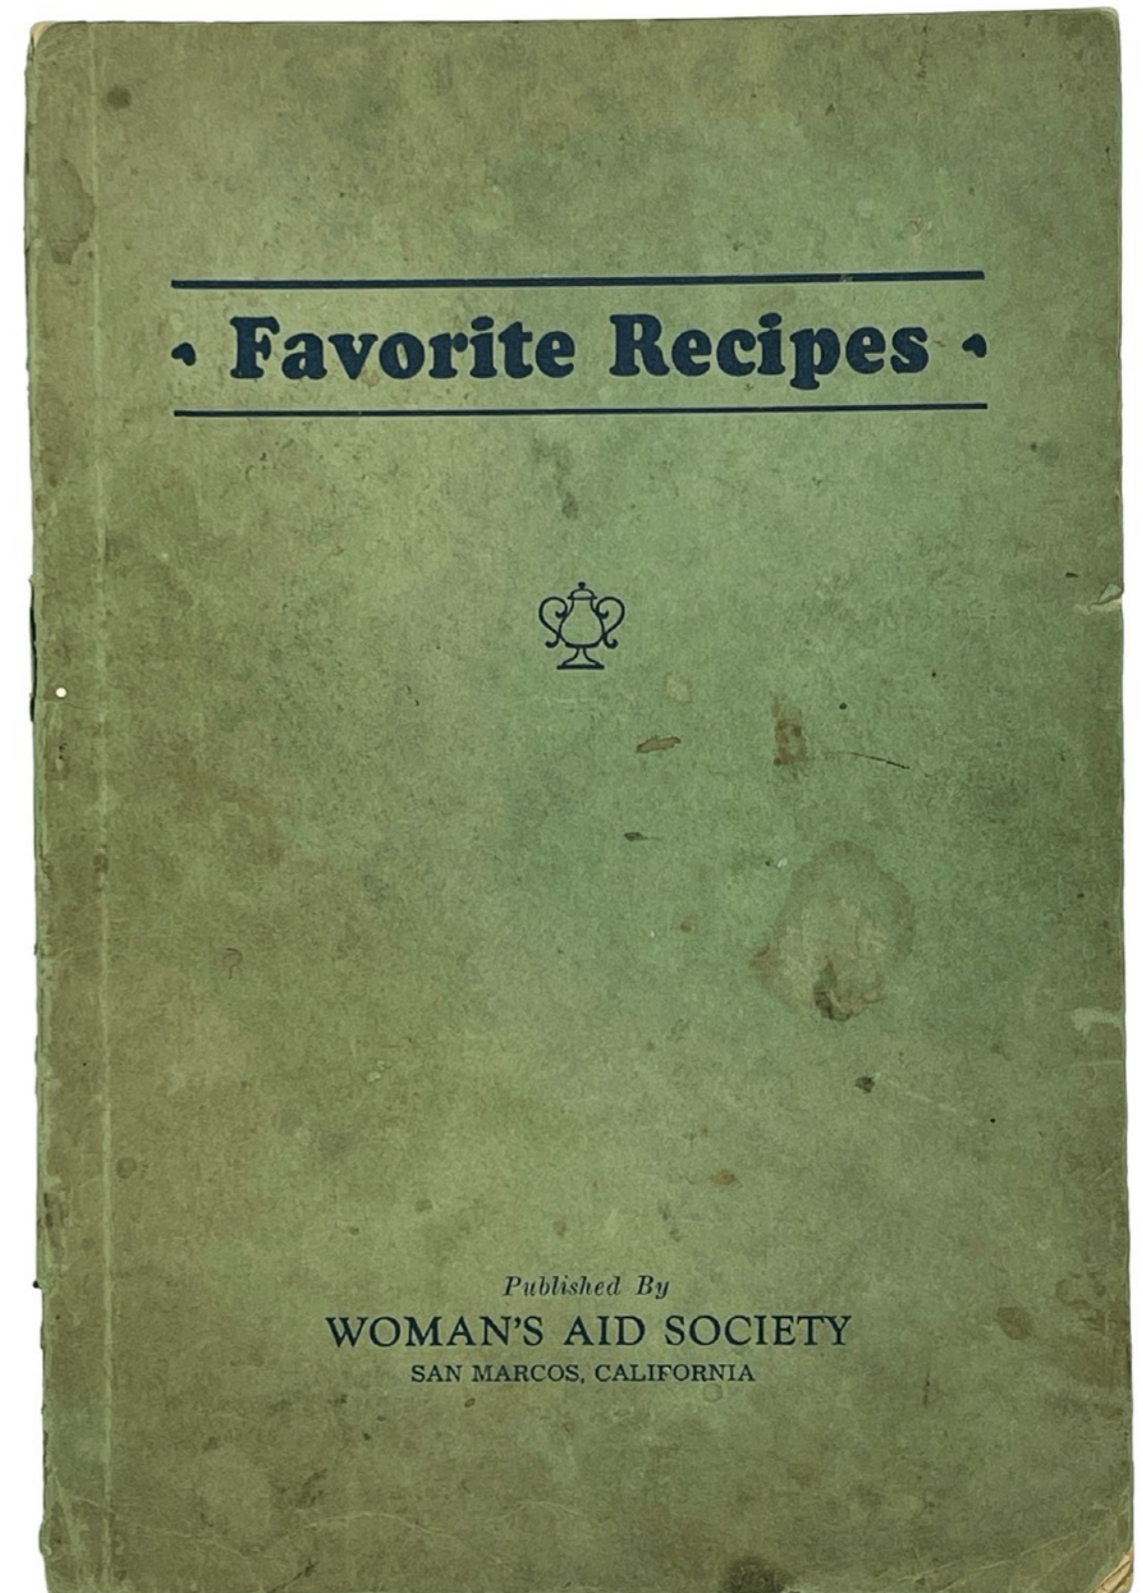 Favorite Recipes
Published By
WOMAN'S AID SOCIETY
SAN MARCOS, CALIFORNIA